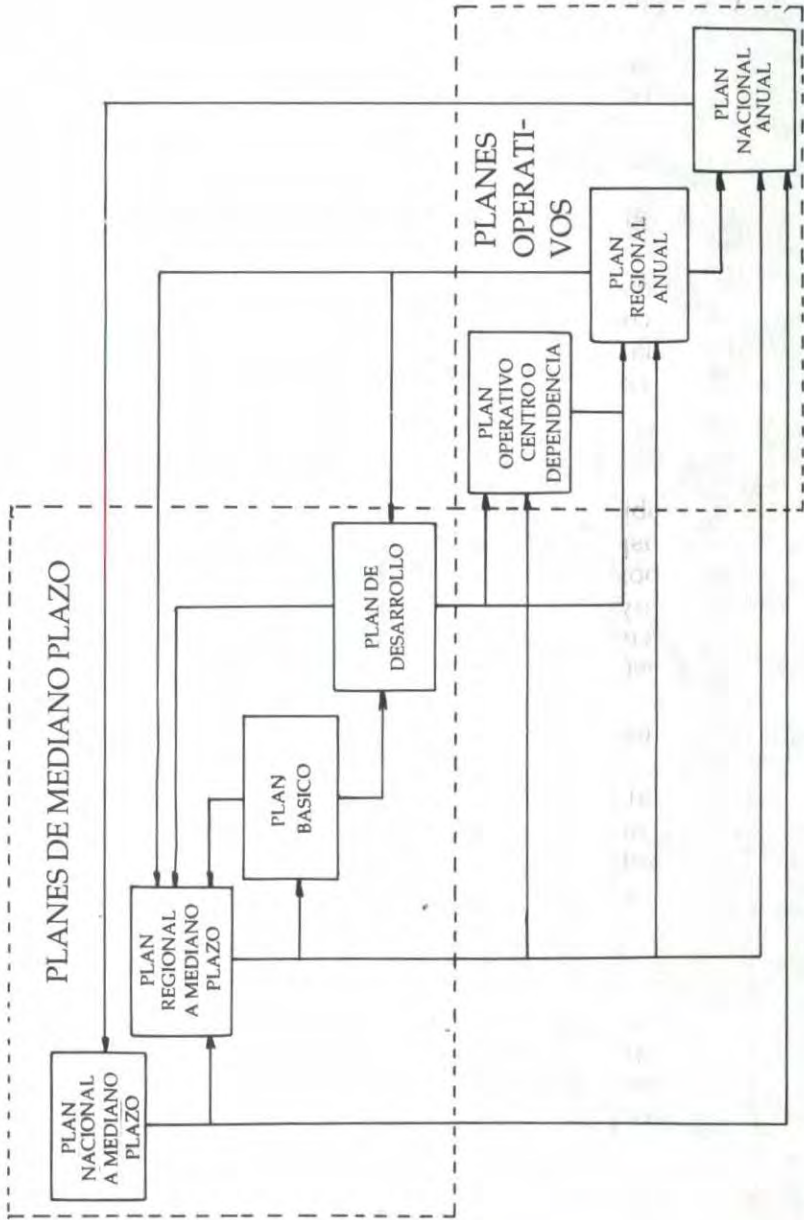 PLANES DE MEDIANO PLAZO
PLAN
NACIONAL
A MEDIANO
PLAZO
PLAN
REGIONAL
A MEDIANO
PLAZO
PLAN
BASICO
PLAN DE
DESARROLLO
PLANES
OPERATI-
VOS
PLAN
OPERATIVO
CENTRO O
DEPENDENCIA
PLAN
REGIONAL
ANUAL
PLAN
NACIONAL
ANUAL